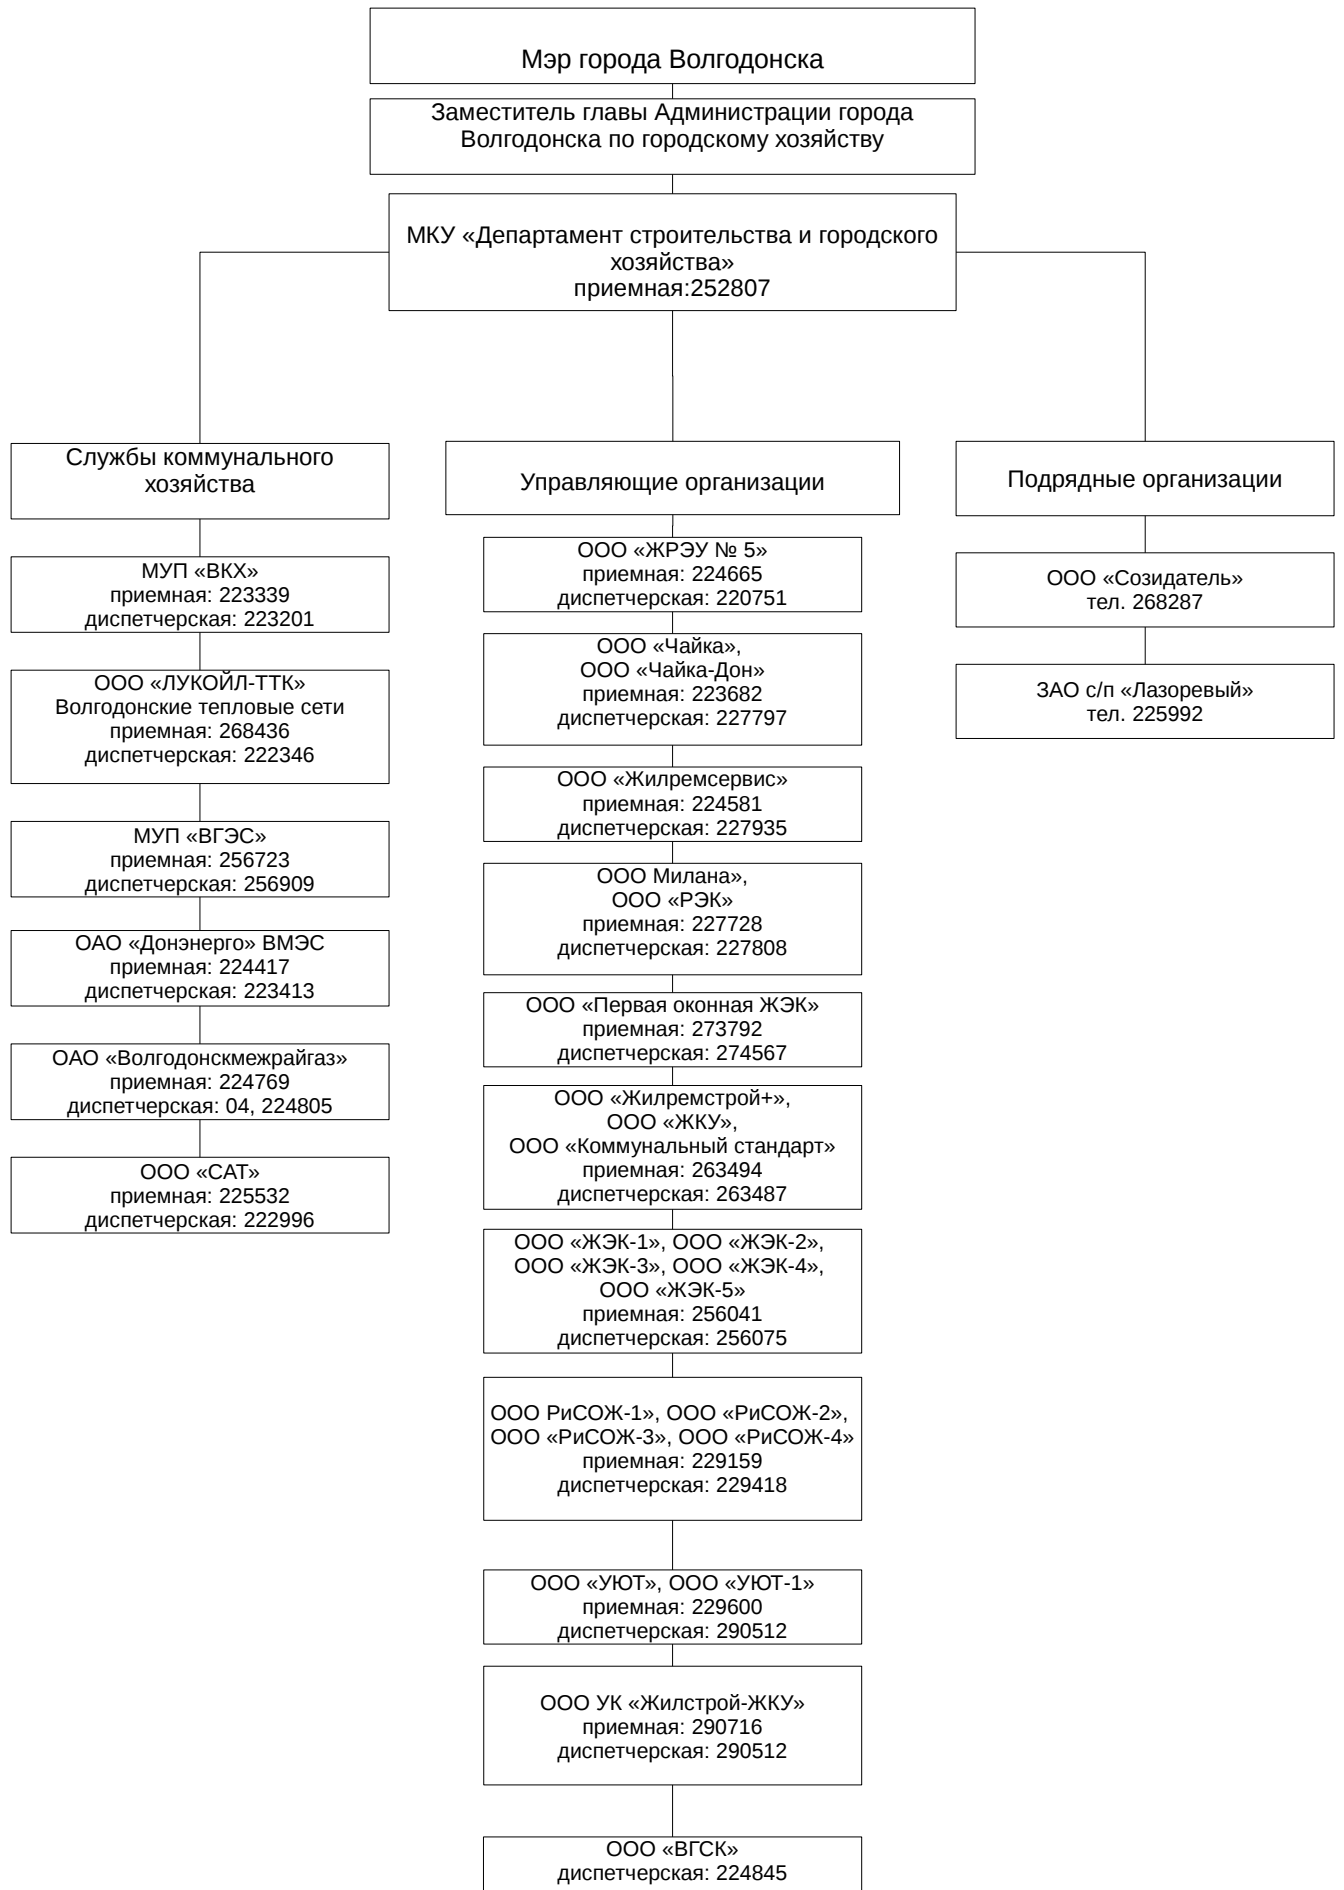 Мэр города Волгодонска
Заместитель главы Администрации города
Волгодонска по городскому хозяйству
МКУ «Департамент строительства и городского
хозяйства»
приемная:252807
Службы коммунального
хозяйства
МУП «ВКХ»
приемная: 223339
диспетчерская: 223201
ООО «ЛУКОЙЛ-ТТК»
Волгодонские тепловые сети
приемная: 268436
диспетчерская: 222346
МУП «ВГЭС»
приемная: 256723
диспетчерская: 256909
ОАО «Донэнерго» ВМЭС
приемная: 224417
диспетчерская: 223413
ОАО «Волгодонскмежрайгаз»
приемная: 224769
диспетчерская: 04, 224805
ООО «САТ»
приемная: 225532
диспетчерская: 222996
Управляющие организации
ООО «ЖРЭУ № 5»
приемная: 224665
диспетчерская: 220751
ООО «Чайка»,
ООО «Чайка-Дон»
приемная: 223682
диспетчерская: 227797
ООО «Жилремсервис»
приемная: 224581
диспетчерская: 227935
ООО Милана»,
ООО «РЭК»
приемная: 227728
диспетчерская: 227808
ООО «Первая оконная ЖЭК»
приемная: 273792
диспетчерская: 274567
ООО «Жилремстрой+»,
ООО «ЖКУ»,
ООО «Коммунальный стандарт»
приемная: 263494
диспетчерская: 263487
ООО «ЖЭК-1», ООО «ЖЭК-2»,
ООО «ЖЭК-3», ООО «ЖЭК-4»,
ООО «ЖЭК-5»
приемная: 256041
диспетчерская: 256075
ООО РиСОЖ-1», ООО «РиСОЖ-2»,
ООО «РиСОЖ-3», ООО «РиСОЖ-4»
приемная: 229159
диспетчерская: 229418
ООО «УЮТ», ООО «УЮТ-1»
приемная: 229600
диспетчерская: 290512
ООО УК «Жилстрой-ЖКУ»
приемная: 290716
диспетчерская: 290512
ООО «ВГСК»
диспетчерская: 224845
Подрядные организации
ООО «Созидатель»
тел. 268287
ЗАО с/п «Лазоревый»
тел. 225992